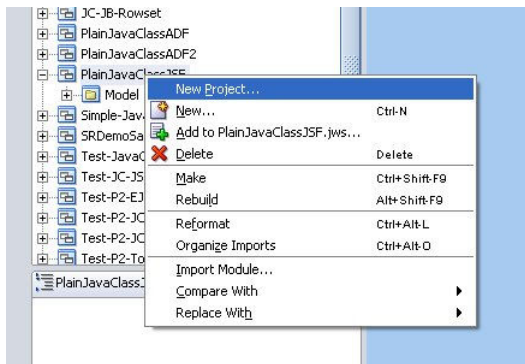 JC-JB-Rowset
PlainJavaClassADF
PlainJavaClassADF2
PlainJavaClassJSF
Model
Simple-Jav
SRDemoSa
Test-JavaC
Test-JC-JS
Test-P2-EJ
Test-P2-JC
Test-P2-JC
Test-P2-To
PlainJavaClassJ
New Project...
New... Ctrl-N
Add to PlainJavaClassJSF.jws...
Delete Delete
Make Ctrl+Shift-F9
Rebuild Alt+Shift-F9
Reformat Ctrl+Alt-L
Organize Imports Ctrl+Alt-O
Import Module...
Compare With
Replace With